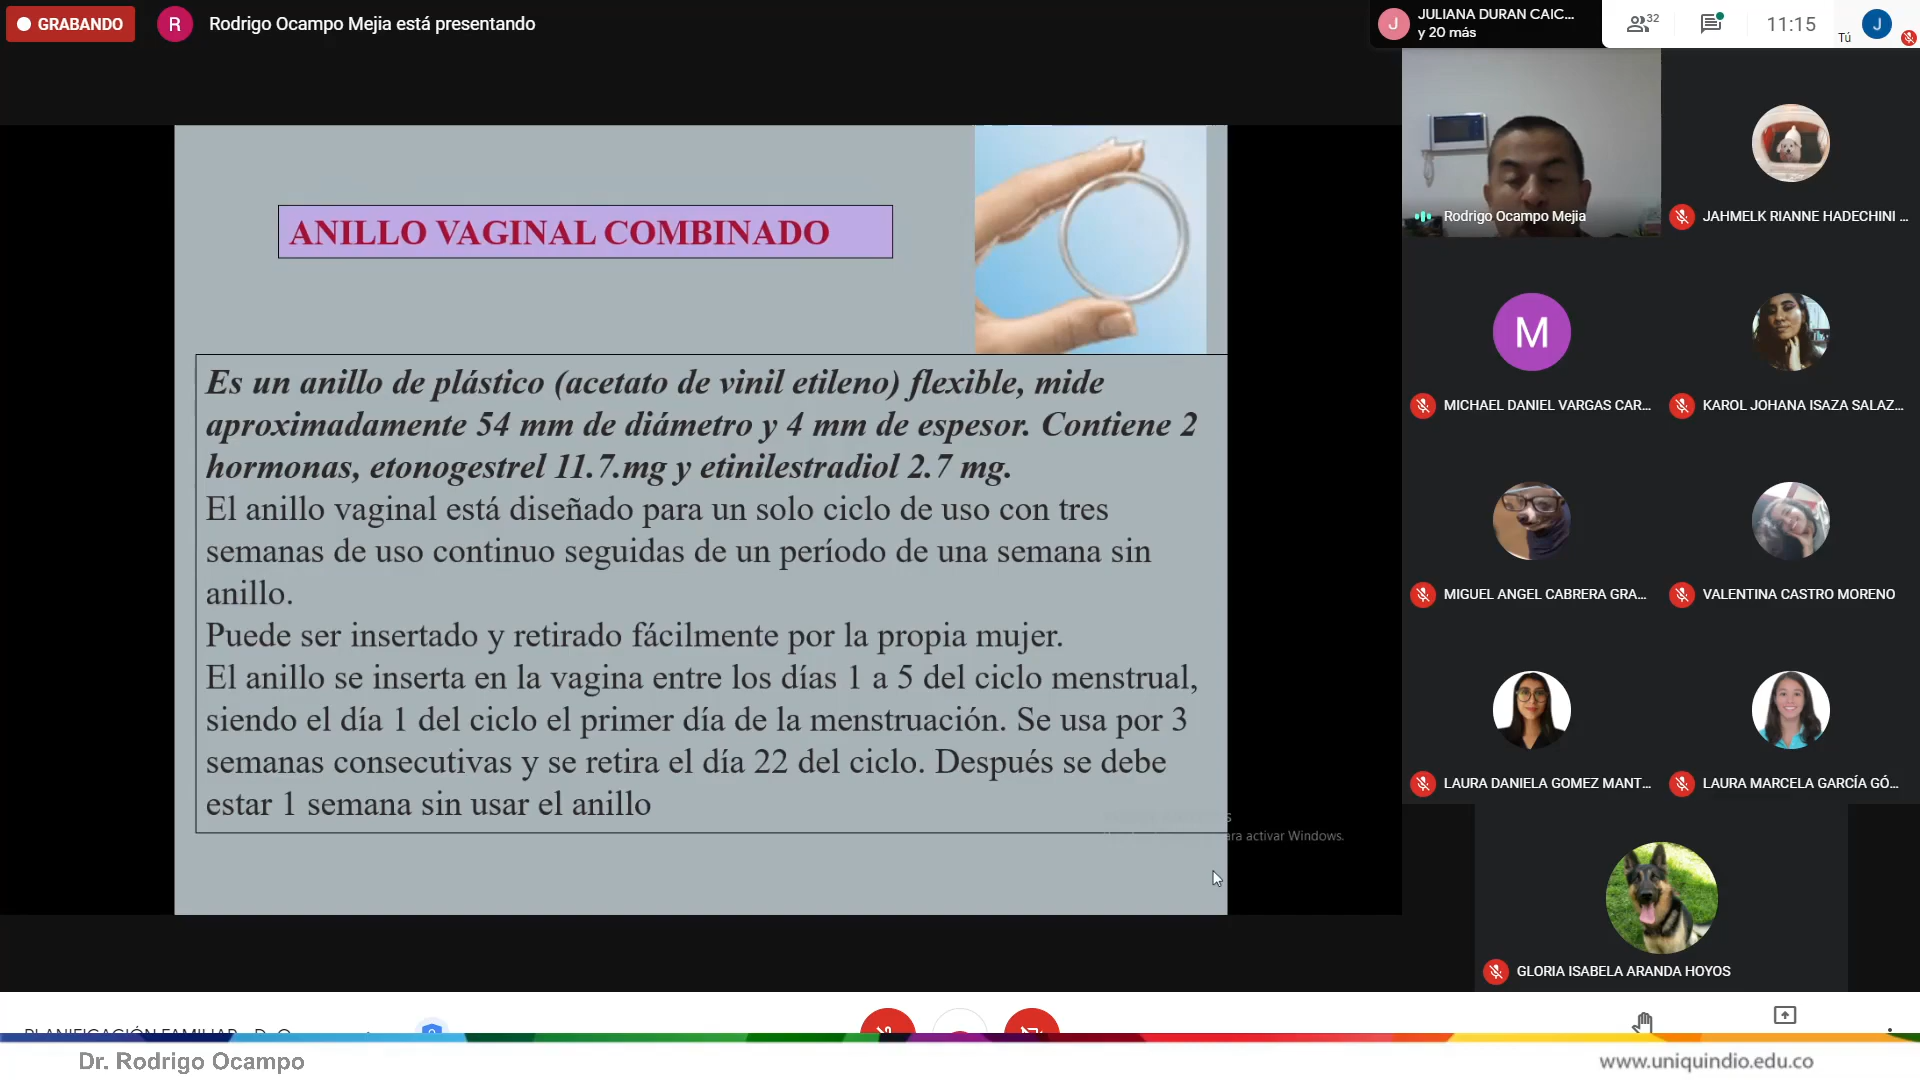 GRABANDO
R
Rodrigo Ocampo Mejia está presentando
J
JULIANA DURAN CAIC...
y 20 más
32
11:15
Tú
J
ANILLO VAGINAL COMBINADO
Es un anillo de plástico (acetato de vinil etileno) flexible, mide
aproximadamente 54 mm de diámetro y 4 mm de espesor. Contiene 2
hormonas, etonogestrel 11.7.mg y etinilestradiol 2.7 mg.
El anillo vaginal está diseñado para un solo ciclo de uso con tres
semanas de uso continuo seguidas de un período de una semana sin
anillo.
Puede ser insertado y retirado fácilmente por la propia mujer.
El anillo se inserta en la vagina entre los días 1 a 5 del ciclo menstrual,
siendo el día 1 del ciclo el primer día de la menstruación. Se usa por 3
semanas consecutivas y se retira el día 22 del ciclo. Después se debe
estar 1 semana sin usar el anillo
para activar Windows.
Rodrigo Ocampo Mejia
JAHMELK RIANNE HADECHINI ...
M
MICHAEL DANIEL VARGAS CAR...
KAROL JOHANA ISAZA SALAZ...
MIGUEL ANGEL CABRERA GRA...
VALENTINA CASTRO MORENO
LAURA DANIELA GOMEZ MANT...
LAURA MARCELA GARCÍA GÓ...
GLORIA ISABELA ARANDA HOYOS
PLANIFICACIÓN FAMILIAR
Dr. Rodrigo Ocampo
www.uniquindio.edu.co